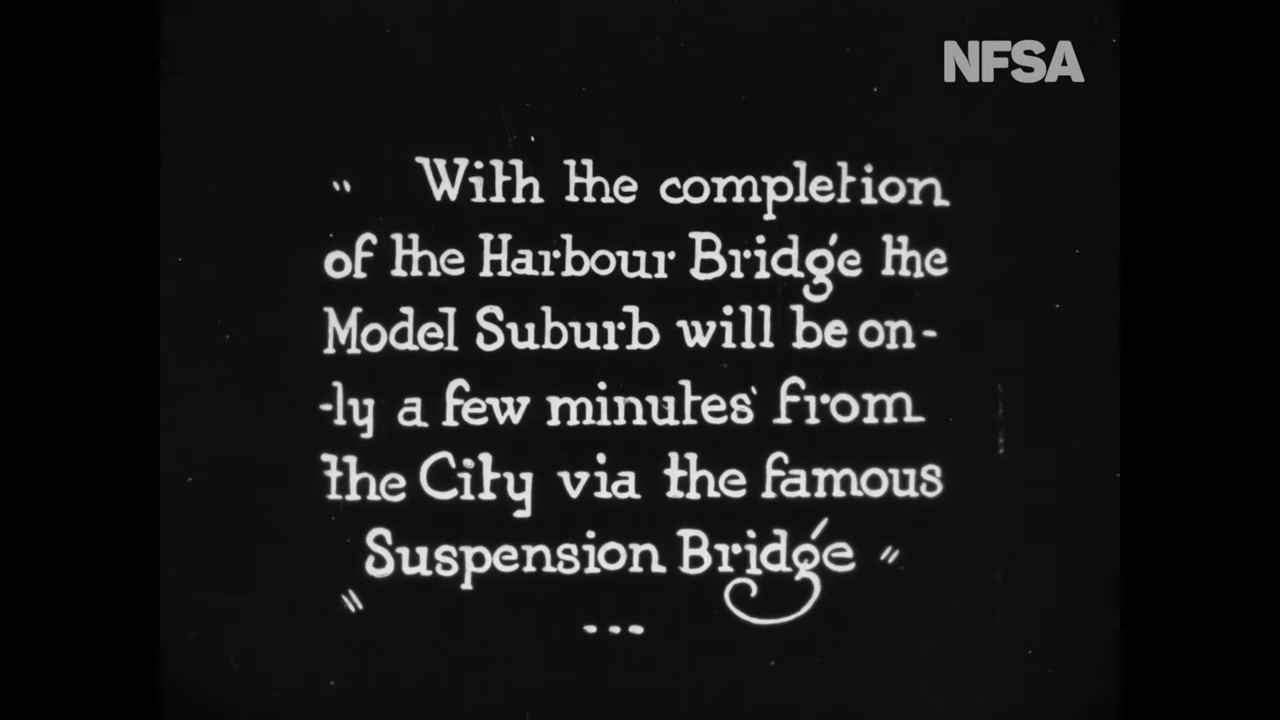 NFSA
" With the completion
of the Harbour Bridge the
Model Suburb will be on-
-ly a few minutes' from
the City via the famous
Suspension Bridge "
"
...